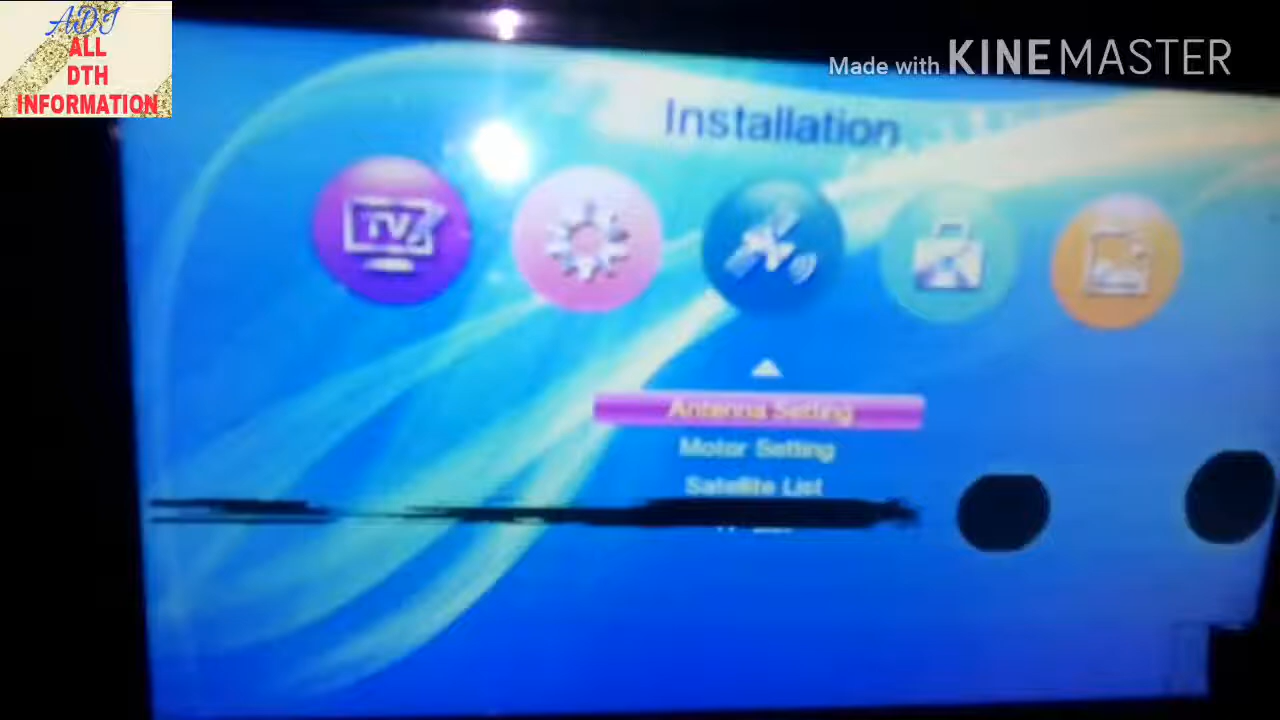 ADI
ALL
DTH
INFORMATION
Made with KINEMASTER
Installation
TV
Antenna Setting
Motor Setting
Satellite List